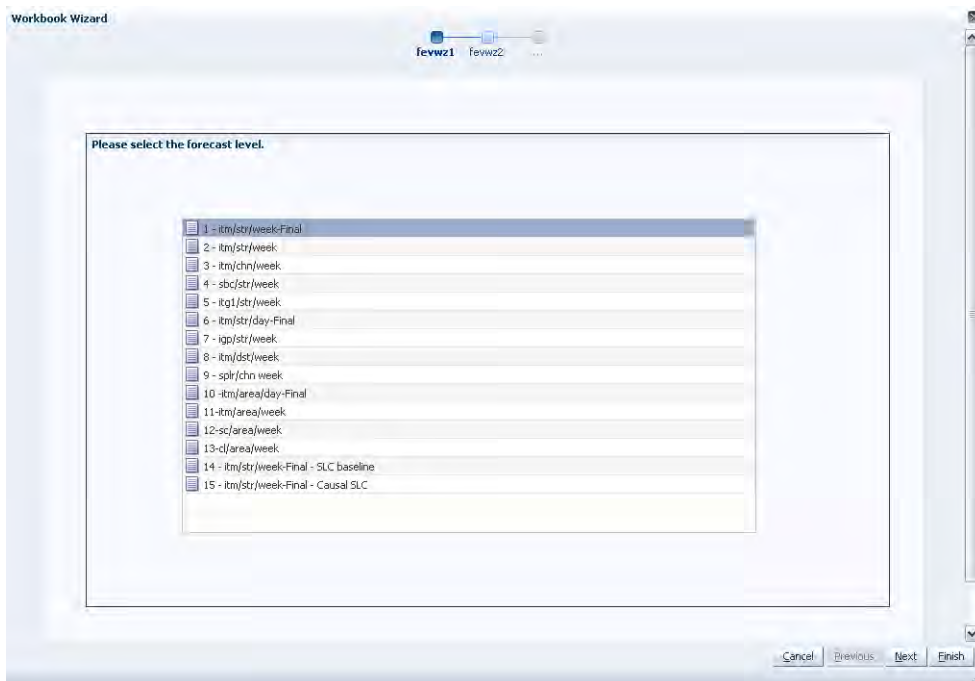 Workbook Wizard
fevwz1 fevwz2 ...
Please select the forecast level.
1 - itm/str/week-Final
2 - itm/str/week
3 - itm/chn/week
4 - sbc/str/week
5 - itg1/str/week
6 - itm/str/day-Final
7 - igp/str/week
8 - itm/dst/week
9 - splr/chn week
10 -itm/area/day-Final
11-itm/area/week
12-sc/area/week
13-cl/area/week
14 - itm/str/week-Final - SLC baseline
15 - itm/str/week-Final - Causal SLC
Cancel Previous Next Finish